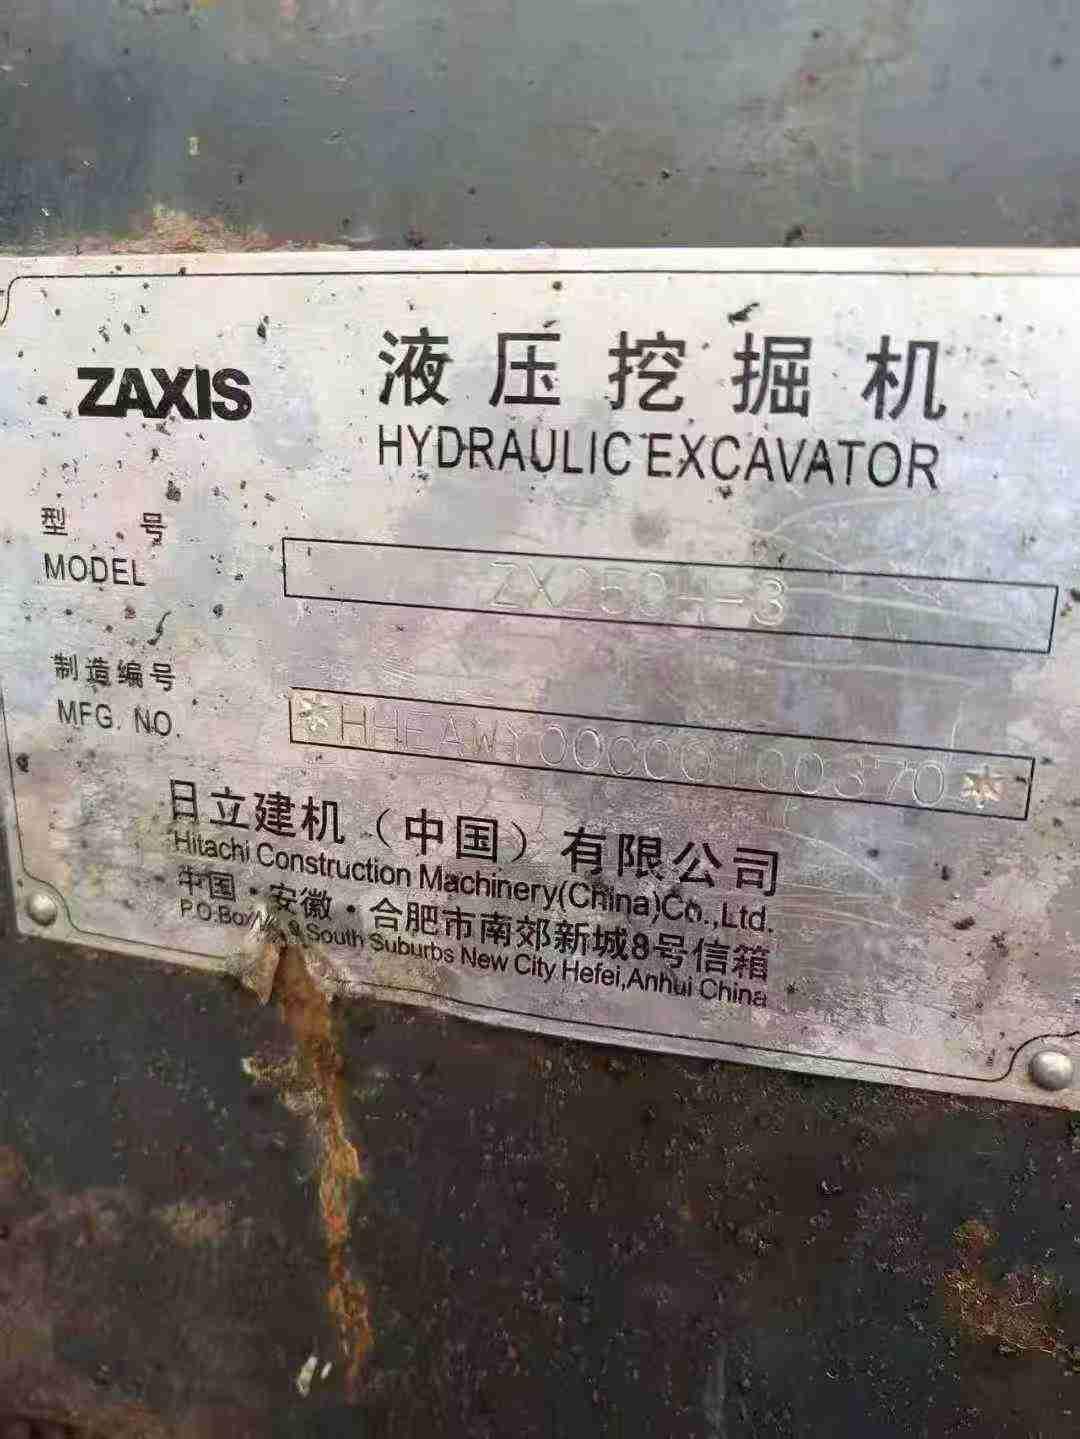 ZAXIS
液压挖掘机
HYDRAULIC EXCAVATOR
型 号
MODEL
ZX250H-3
制造编号
MFG. NO.
*HHEAWY00C00100370*
日立建机（中国）有限公司
Hitachi Construction Machinery(China)Co.,Ltd.
中国·安徽·合肥市南郊新城8号信箱
P.O.Box South Suburbs New City Hefei,Anhui China